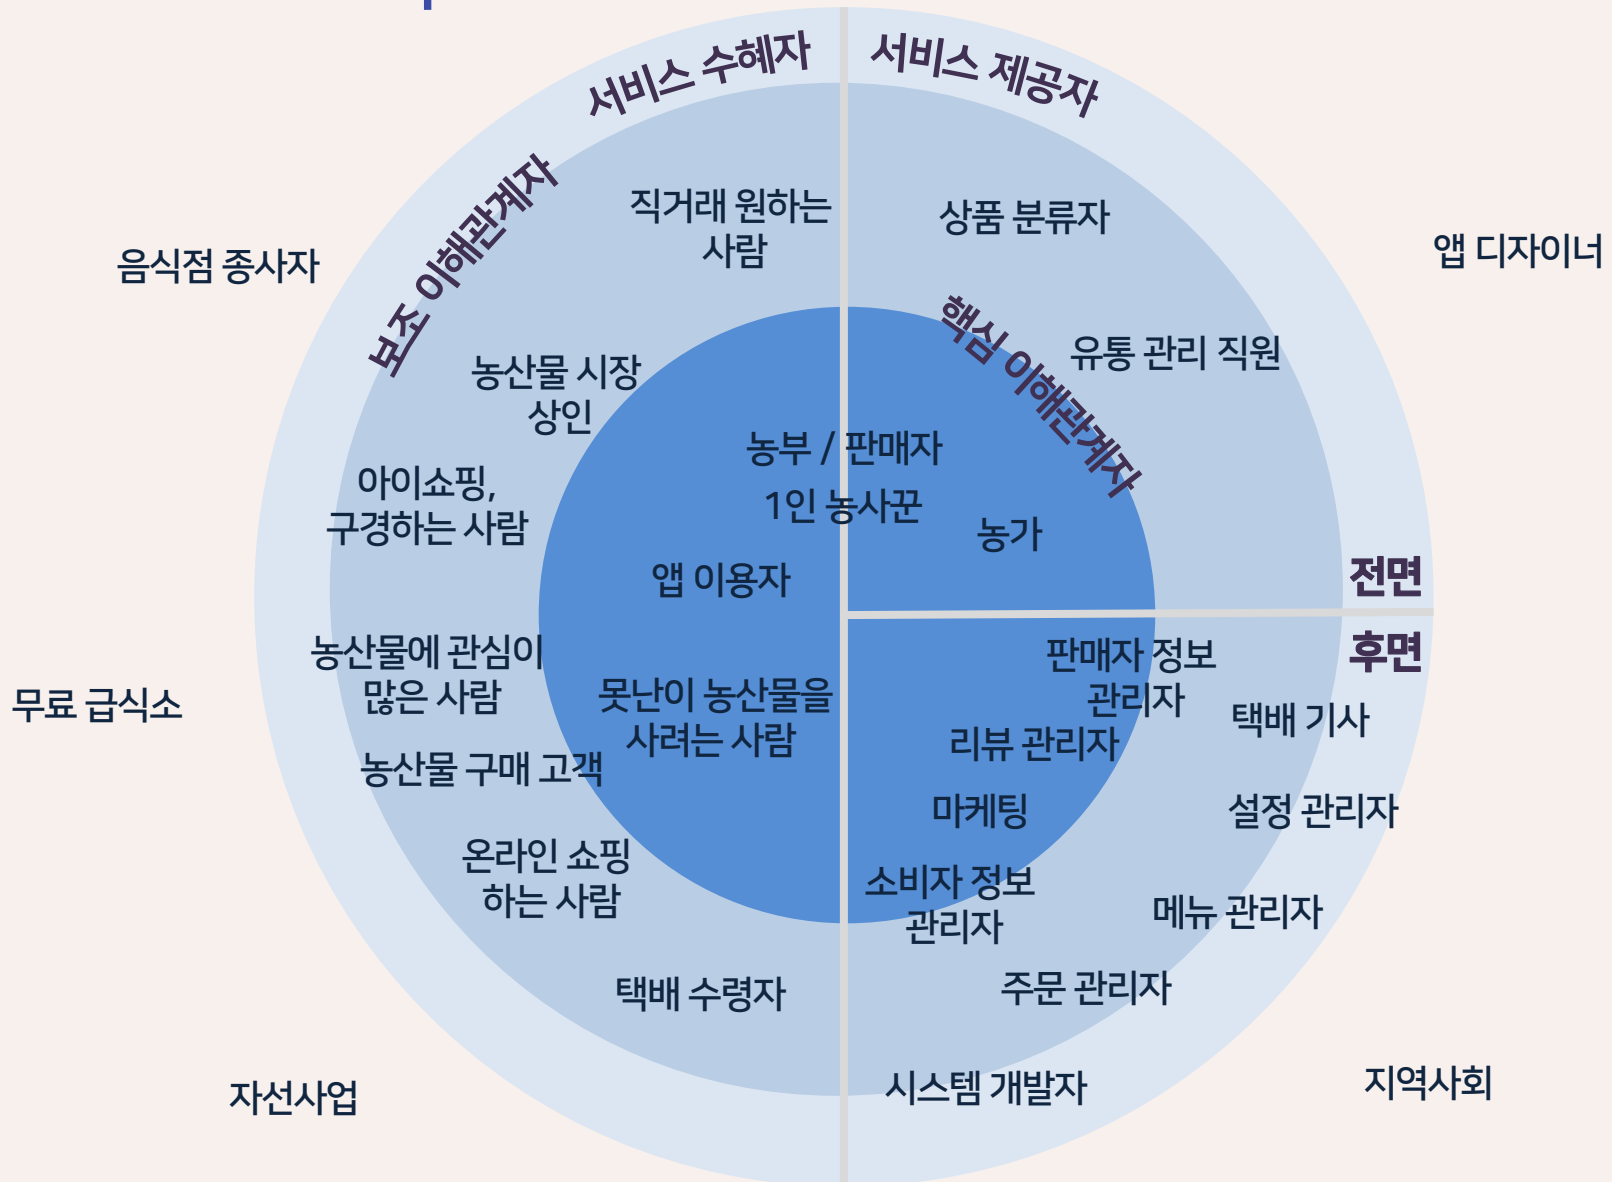 서비스 수혜자
서비스 제공자
보조 이해관계자
직거래 원하는
사람
상품 분류자
음식점 종사자
앱 디자이너
핵심 이해관계자
유통 관리 직원
농산물 시장
상인
농부 / 판매자
1인 농사꾼
아이쇼핑,
구경하는 사람
농가
앱 이용자
전면
후면
농산물에 관심이
많은 사람
판매자 정보
관리자
무료 급식소
못난이 농산물을
사려는 사람
택배 기사
리뷰 관리자
농산물 구매 고객
마케팅
설정 관리자
온라인 쇼핑
하는 사람
소비자 정보
관리자
메뉴 관리자
택배 수령자
주문 관리자
자선사업
시스템 개발자
지역사회